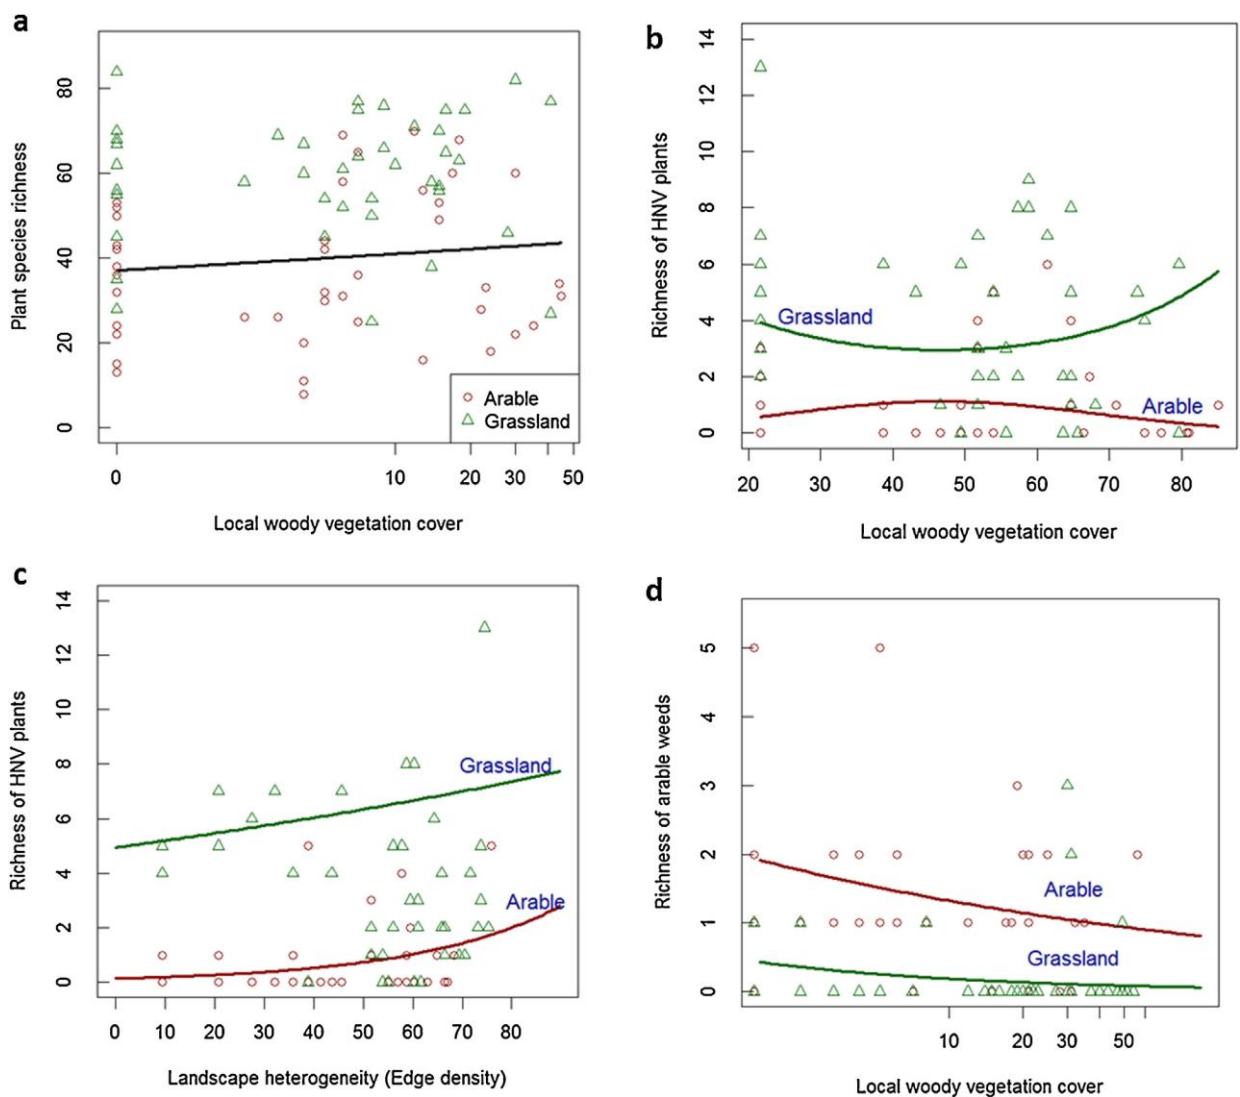 a
Plant species richness
80
60
40
20
0
Arable
Grassland
0 10 20 30 50
Local woody vegetation cover
b
Richness of HNV plants
14
12
10
8
6
4
2
0
Grassland
Arable
20 30 40 50 60 70 80
Local woody vegetation cover
c
Richness of HNV plants
14
12
10
8
6
4
2
0
Grassland
Arable
0 10 20 30 40 50 60 70 80
Landscape heterogeneity (Edge density)
d
Richness of arable weeds
5
4
3
2
1
0
Arable
Grassland
10 20 30 50
Local woody vegetation cover